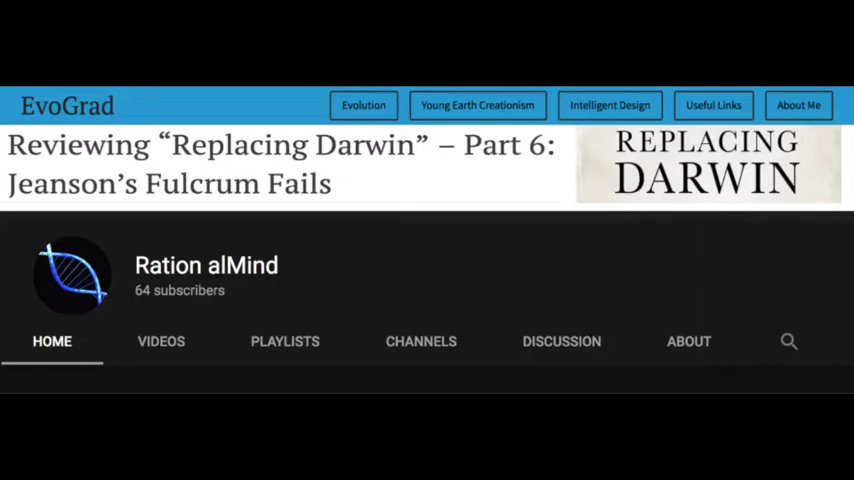 EvoGrad Evolution Young Earth Creationism Intelligent Design Useful Links About Me
Reviewing “Replacing Darwin” – Part 6:
Jeanson’s Fulcrum Fails
REPLACING
DARWIN
Ration alMind
64 subscribers
HOME VIDEOS PLAYLISTS CHANNELS DISCUSSION ABOUT